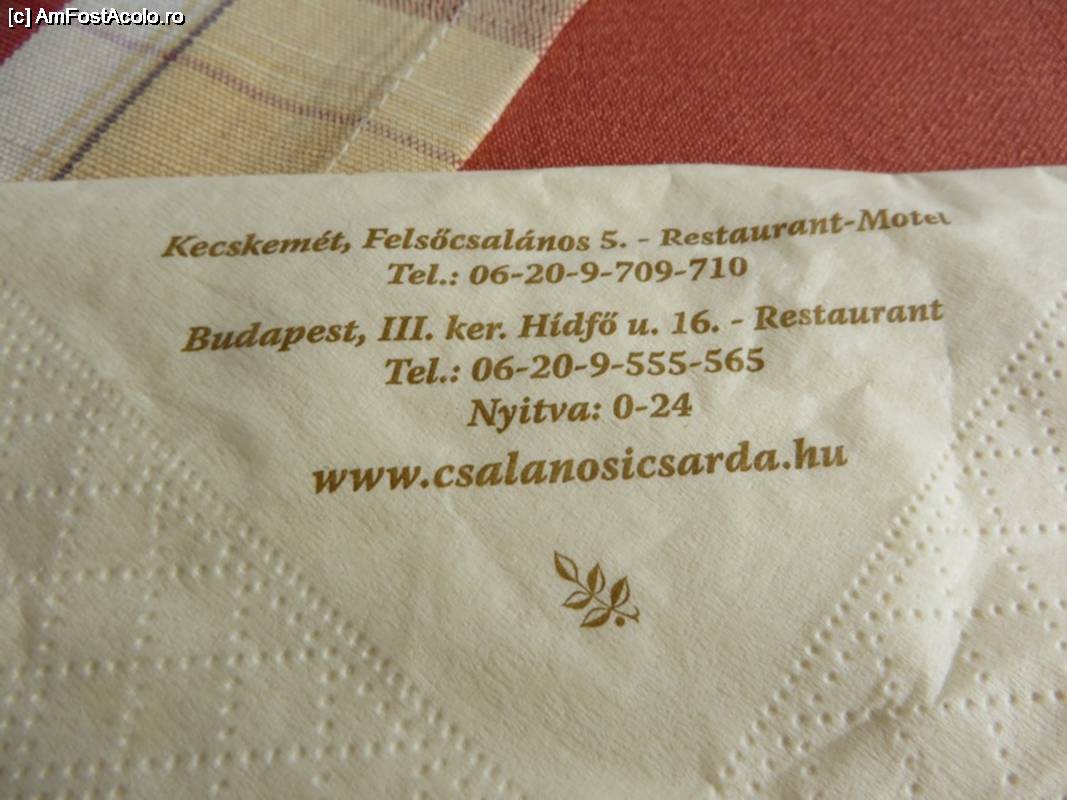 [c] AmFostAcolo.ro
Kecskemét, Felsőcsalános 5. - Restaurant-Motel
Tel.: 06-20-9-709-710
Budapest, III. ker. Hídfő u. 16. - Restaurant
Tel.: 06-20-9-555-565
Nyitva: 0-24
www.csalanosicsarda.hu